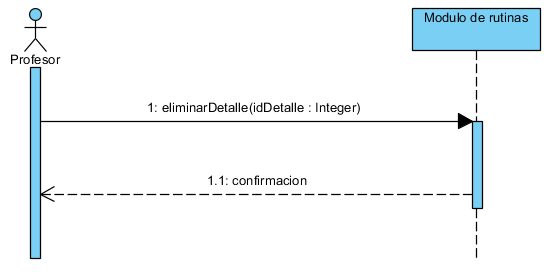 Modulo de rutinas
Profesor
1: eliminarDetalle(idDetalle : Integer)
1.1: confirmacion